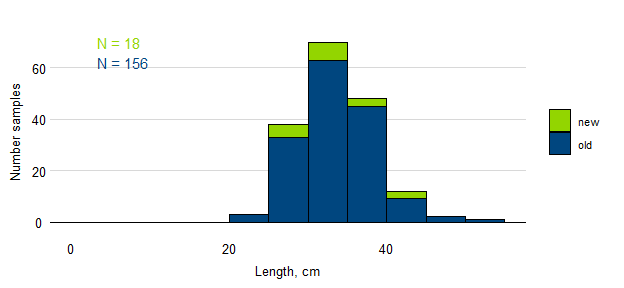 N = 18
N = 156
Number samples
60
40
20
0
0 20 40
Length, cm
new
old